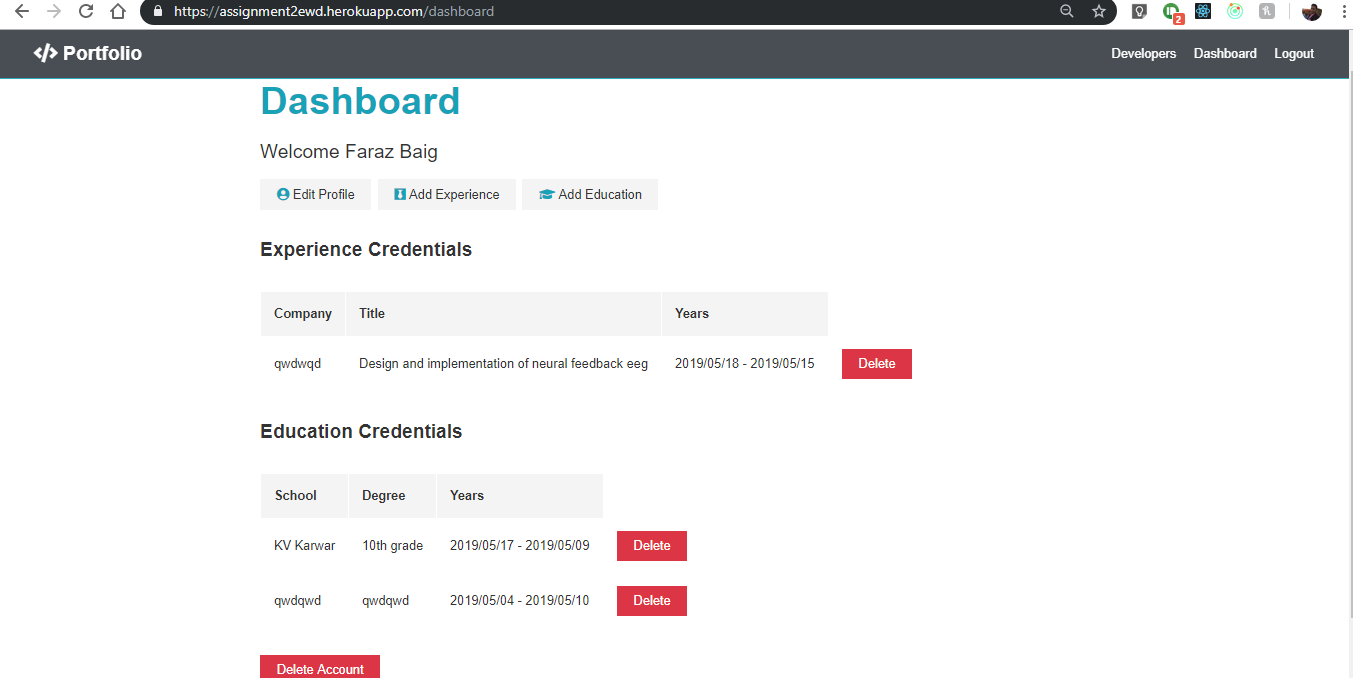 https://assignment2ewd.herokuapp.com/dashboard
2
</> Portfolio
Developers Dashboard Logout
Dashboard
Welcome Faraz Baig
Edit Profile Add Experience Add Education
Experience Credentials
Company Title Years
qwdwqd Design and implementation of neural feedback eeg 2019/05/18 - 2019/05/15 Delete
Education Credentials
School Degree Years
KV Karwar 10th grade 2019/05/17 - 2019/05/09 Delete
qwdqwd qwdqwd 2019/05/04 - 2019/05/10 Delete
Delete Account